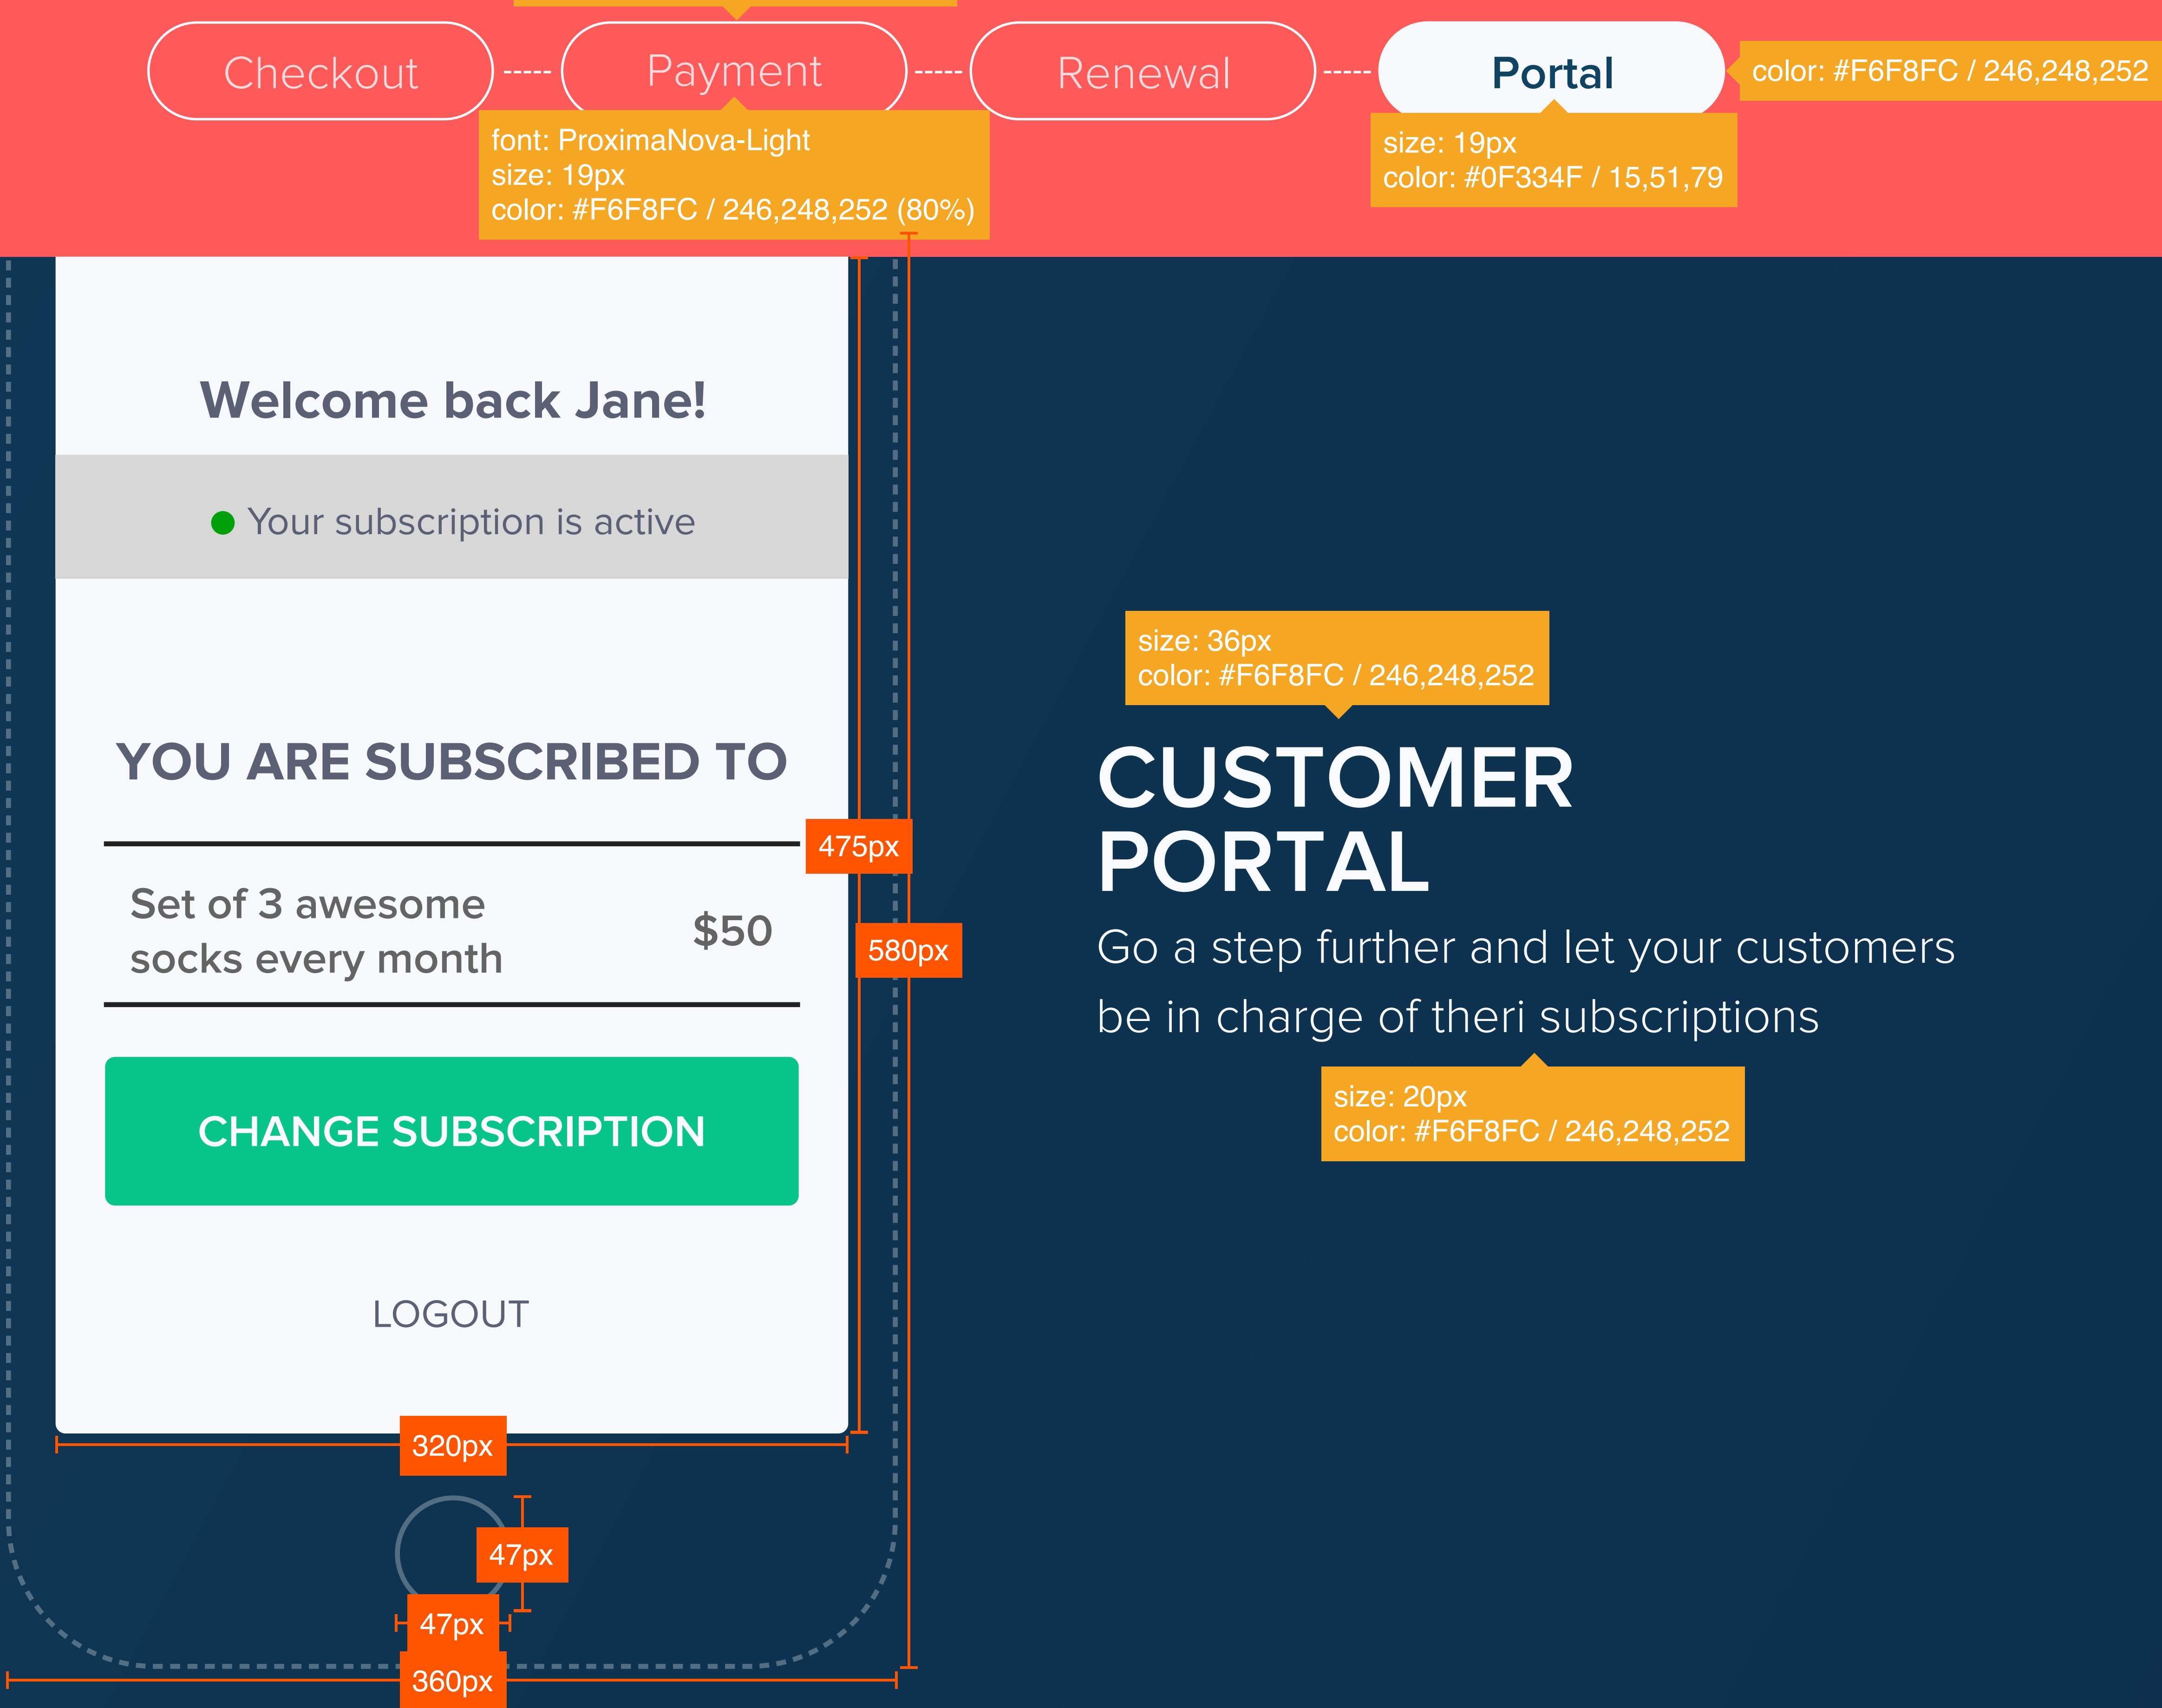 Checkout
Payment
Renewal
Portal
color: #F6F8FC / 246,248,252
font: ProximaNova-Light
size: 19px
color: #F6F8FC / 246,248,252 (80%)
size: 19px
color: #0F334F / 15,51,79
Welcome back Jane!
Your subscription is active
YOU ARE SUBSCRIBED TO
Set of 3 awesome
socks every month
$50
CHANGE SUBSCRIPTION
LOGOUT
475px
580px
320px
47px
47px
360px
size: 36px
color: #F6F8FC / 246,248,252
CUSTOMER
PORTAL
Go a step further and let your customers
be in charge of theri subscriptions
size: 20px
color: #F6F8FC / 246,248,252